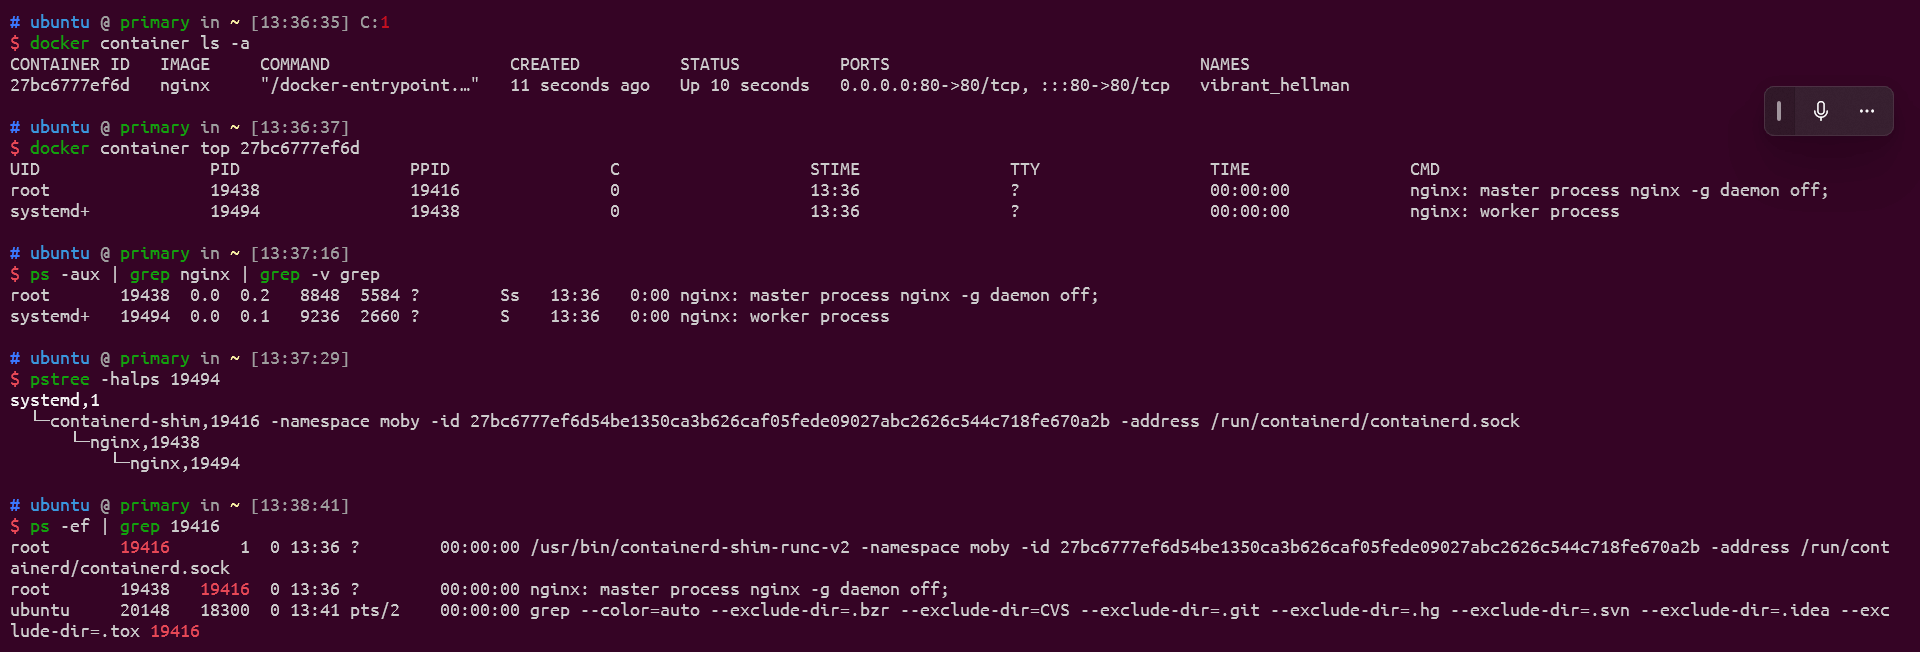 # ubuntu @ primary in ~ [13:36:35] C:1
$ docker container ls -a
CONTAINER ID   IMAGE     COMMAND                  CREATED          STATUS          PORTS                               NAMES
27bc6777ef6d   nginx     "/docker-entrypoint.…"   11 seconds ago   Up 10 seconds   0.0.0.0:80->80/tcp, :::80->80/tcp   vibrant_hellman
# ubuntu @ primary in ~ [13:36:37]
$ docker container top 27bc6777ef6d
UID                 PID                 PPID                C                   STIME               TTY                 TIME                CMD
root                19438               19416               0                   13:36               ?                   00:00:00            nginx: master process nginx -g daemon off;
systemd+            19494               19438               0                   13:36               ?                   00:00:00            nginx: worker process
# ubuntu @ primary in ~ [13:37:16]
$ ps -aux | grep nginx | grep -v grep
root       19438  0.0  0.2   8848  5584 ?        Ss   13:36   0:00 nginx: master process nginx -g daemon off;
systemd+   19494  0.0  0.1   9236  2660 ?        S    13:36   0:00 nginx: worker process
# ubuntu @ primary in ~ [13:37:29]
$ pstree -halps 19494
systemd,1
  └─containerd-shim,19416 -namespace moby -id 27bc6777ef6d54be1350ca3b626caf05fede09027abc2626c544c718fe670a2b -address /run/containerd/containerd.sock
      └─nginx,19438
          └─nginx,19494
# ubuntu @ primary in ~ [13:38:41]
$ ps -ef | grep 19416
root       19416       1  0 13:36 ?        00:00:00 /usr/bin/containerd-shim-runc-v2 -namespace moby -id 27bc6777ef6d54be1350ca3b626caf05fede09027abc2626c544c718fe670a2b -address /run/cont
ainerd/containerd.sock
root       19438   19416  0 13:36 ?        00:00:00 nginx: master process nginx -g daemon off;
ubuntu     20148   18300  0 13:41 pts/2    00:00:00 grep --color=auto --exclude-dir=.bzr --exclude-dir=CVS --exclude-dir=.git --exclude-dir=.hg --exclude-dir=.svn --exclude-dir=.idea --exc
lude-dir=.tox 19416